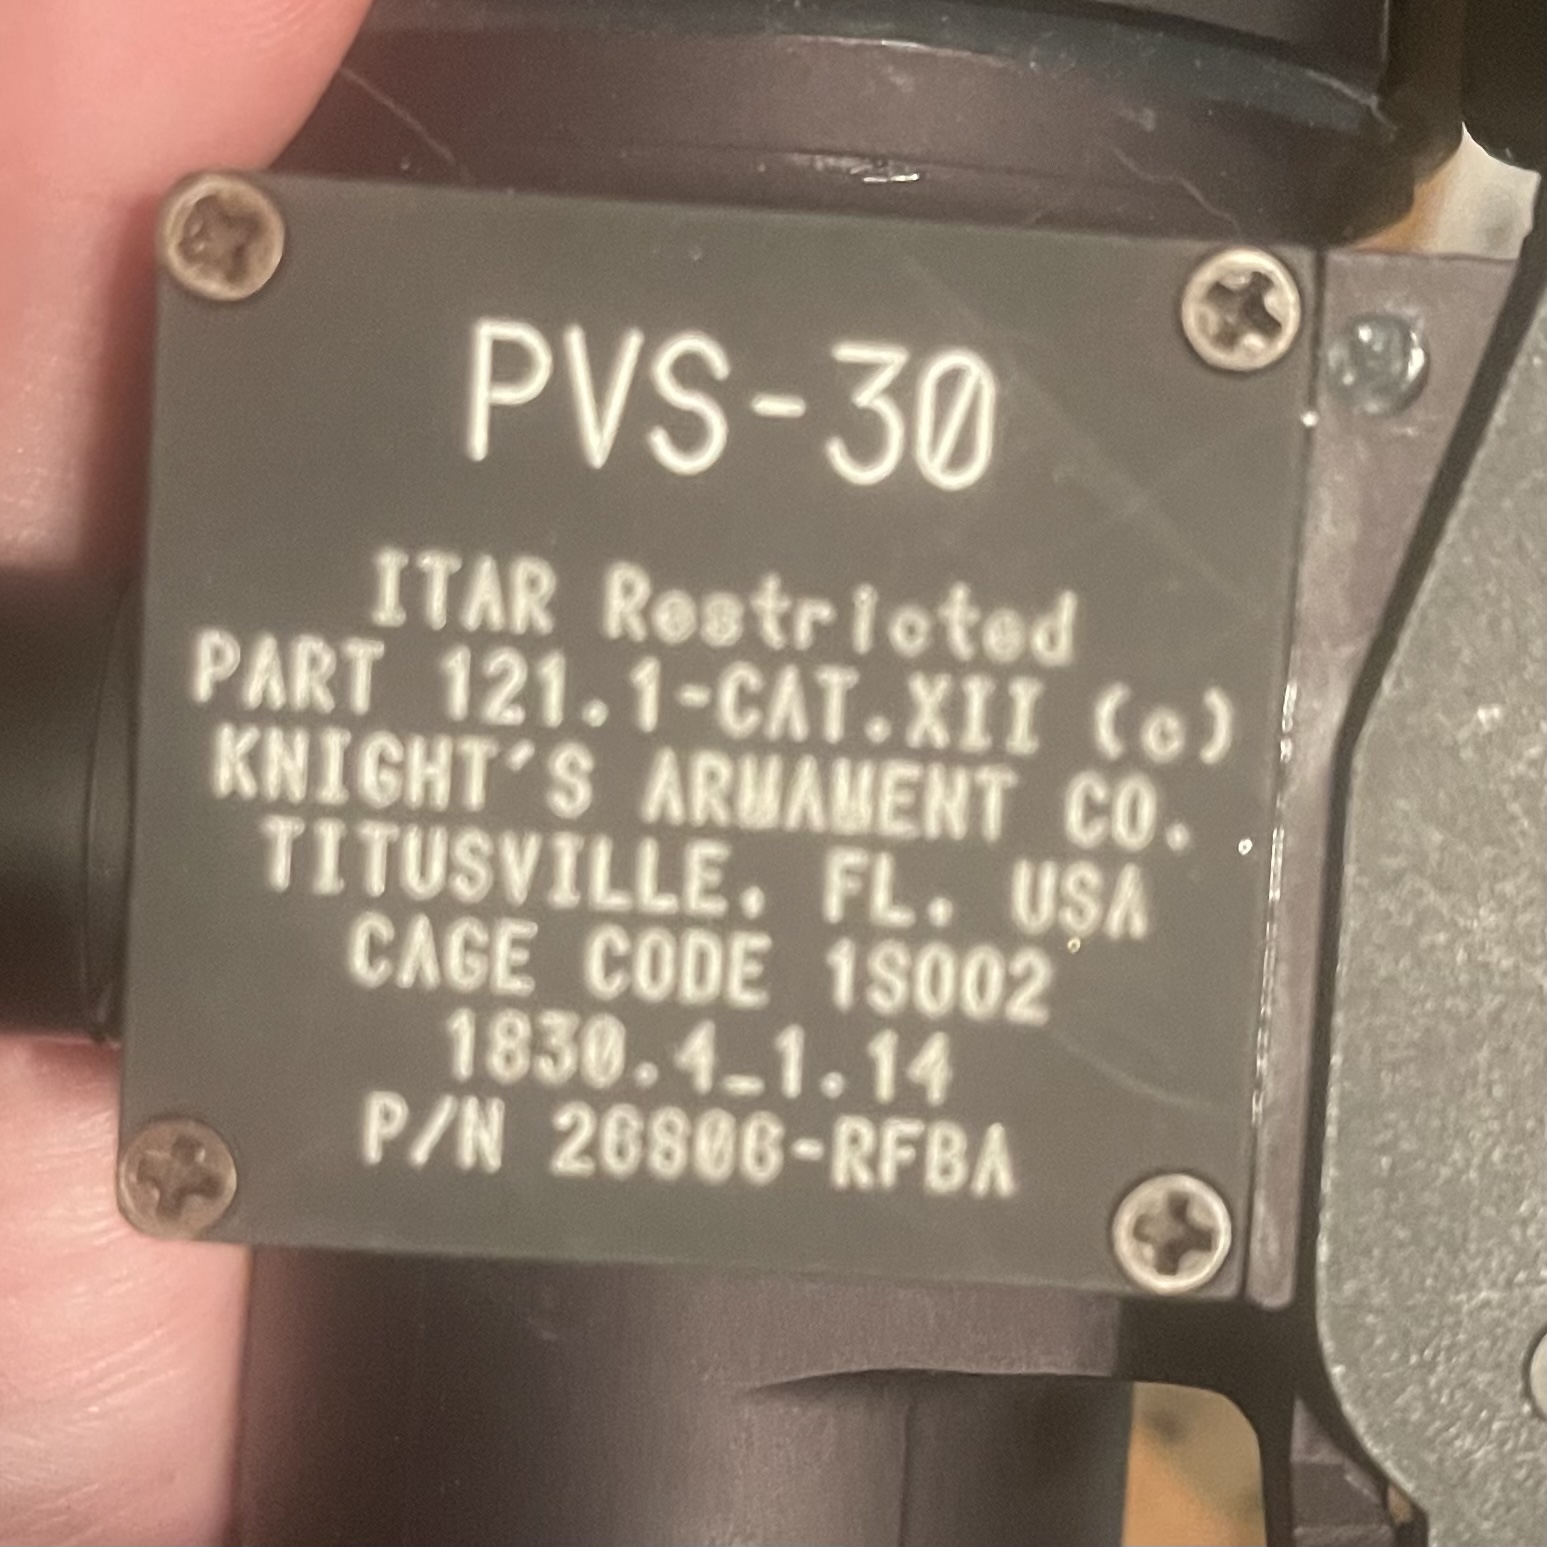 PVS-30
ITAR Restricted
PART 121.1-CAT.XII (c)
KNIGHT'S ARMAMENT CO.
TITUSVILLE. FL. USA
CAGE CODE 1S002
1830.4_1.14
P/N 26806-RFBA